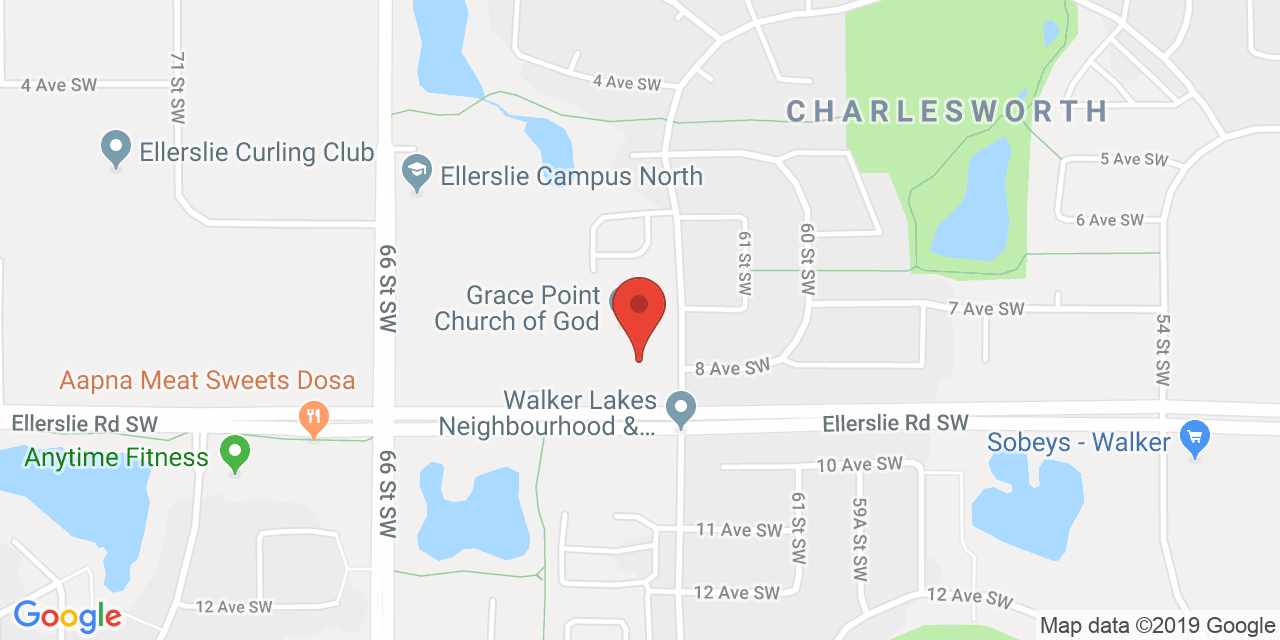 4 Ave SW
71 St SW
4 Ave SW
CHARLESWORTH
Ellerslie Curling Club
Ellerslie Campus North
5 Ave SW
6 Ave SW
66 St SW
61 St SW
60 St SW
Grace Point
Church of God
7 Ave SW
54 St SW
8 Ave SW
Aapna Meat Sweets Dosa
Walker Lakes
Neighbourhood &...
Ellerslie Rd SW
Ellerslie Rd SW
Sobeys - Walker
Anytime Fitness
66 St SW
10 Ave SW
61 St SW
59A St SW
11 Ave SW
12 Ave SW
12 Ave SW
12 Ave SW
Google
Map data ©2019 Google